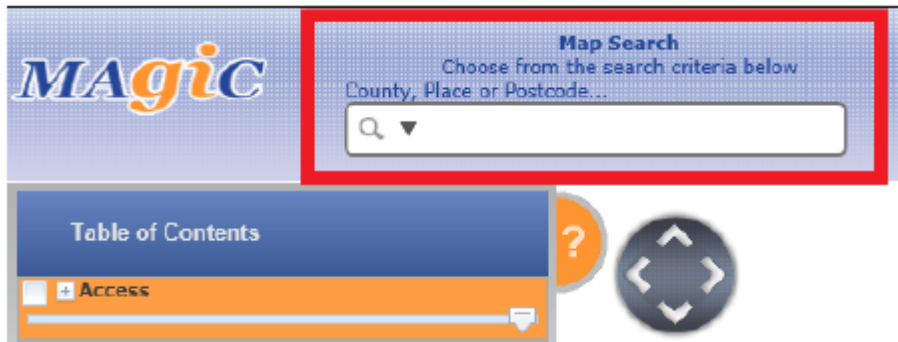 MAgiC
Map Search
Choose from the search criteria below
County, Place or Postcode...
Table of Contents
?
Access